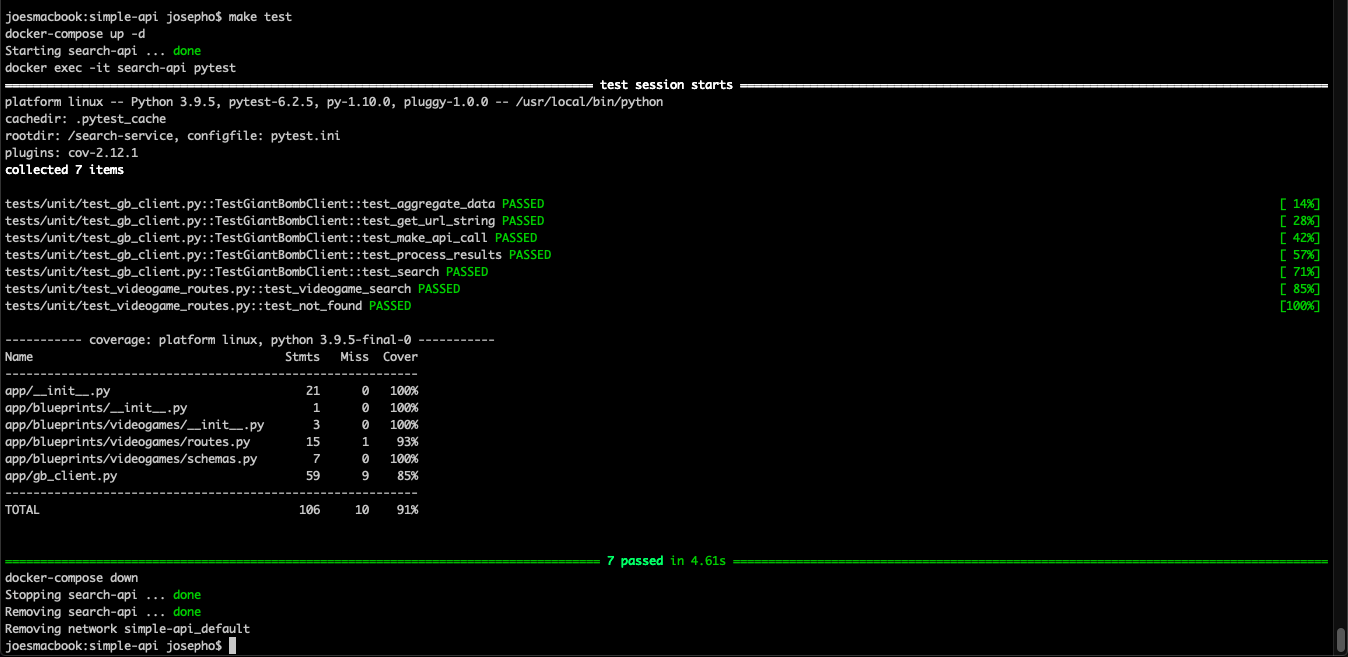 joesmacbook:simple-api josepho$ make test
docker-compose up -d
Starting search-api ... done
docker exec -it search-api pytest
test session starts
platform linux -- Python 3.9.5, pytest-6.2.5, py-1.10.0, pluggy-1.0.0 -- /usr/local/bin/python
cachedir: .pytest_cache
rootdir: /search-service, configfile: pytest.ini
plugins: cov-2.12.1
collected 7 items
tests/unit/test_gb_client.py::TestGiantBombClient::test_aggregate_data PASSED [ 14%]
tests/unit/test_gb_client.py::TestGiantBombClient::test_get_url_string PASSED [ 28%]
tests/unit/test_gb_client.py::TestGiantBombClient::test_make_api_call PASSED [ 42%]
tests/unit/test_gb_client.py::TestGiantBombClient::test_process_results PASSED [ 57%]
tests/unit/test_gb_client.py::TestGiantBombClient::test_search PASSED [ 71%]
tests/unit/test_videogame_routes.py::test_videogame_search PASSED [ 85%]
tests/unit/test_videogame_routes.py::test_not_found PASSED [100%]
----------- coverage: platform linux, python 3.9.5-final-0 -----------
Name Stmts Miss Cover
-----------------------------------------------------------
app/__init__.py 21 0 100%
app/blueprints/__init__.py 1 0 100%
app/blueprints/videogames/__init__.py 3 0 100%
app/blueprints/videogames/routes.py 15 1 93%
app/blueprints/videogames/schemas.py 7 0 100%
app/gb_client.py 59 9 85%
-----------------------------------------------------------
TOTAL 106 10 91%
7 passed in 4.61s
docker-compose down
Stopping search-api ... done
Removing search-api ... done
Removing network simple-api_default
joesmacbook:simple-api josepho$